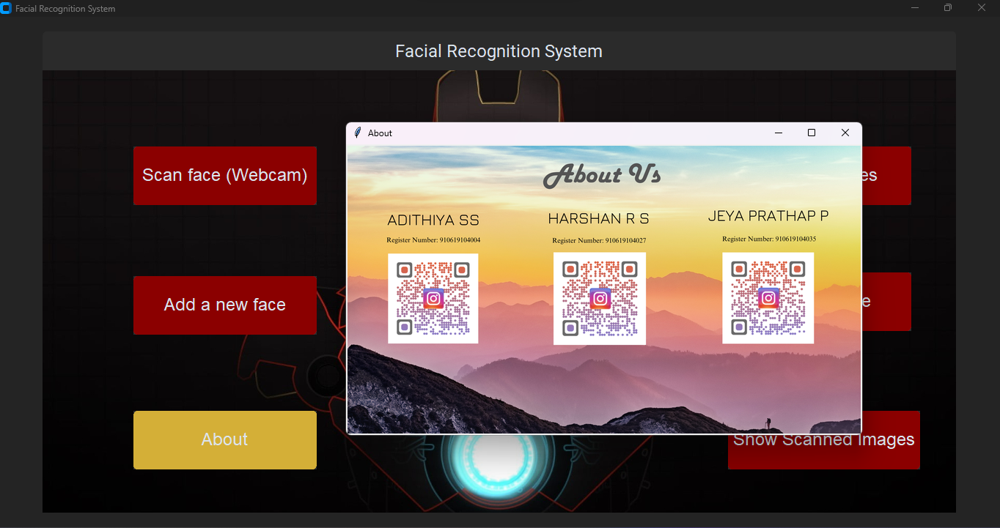 Facial Recognition System
Facial Recognition System
Scan face (Webcam)
Add a new face
About
About
About Us
ADITHIYA SS
Register Number: 910619104004
HARSHAN R S
Register Number: 910619104027
JEYA PRATHAP P
Register Number: 910619104035
Show Scanned Images